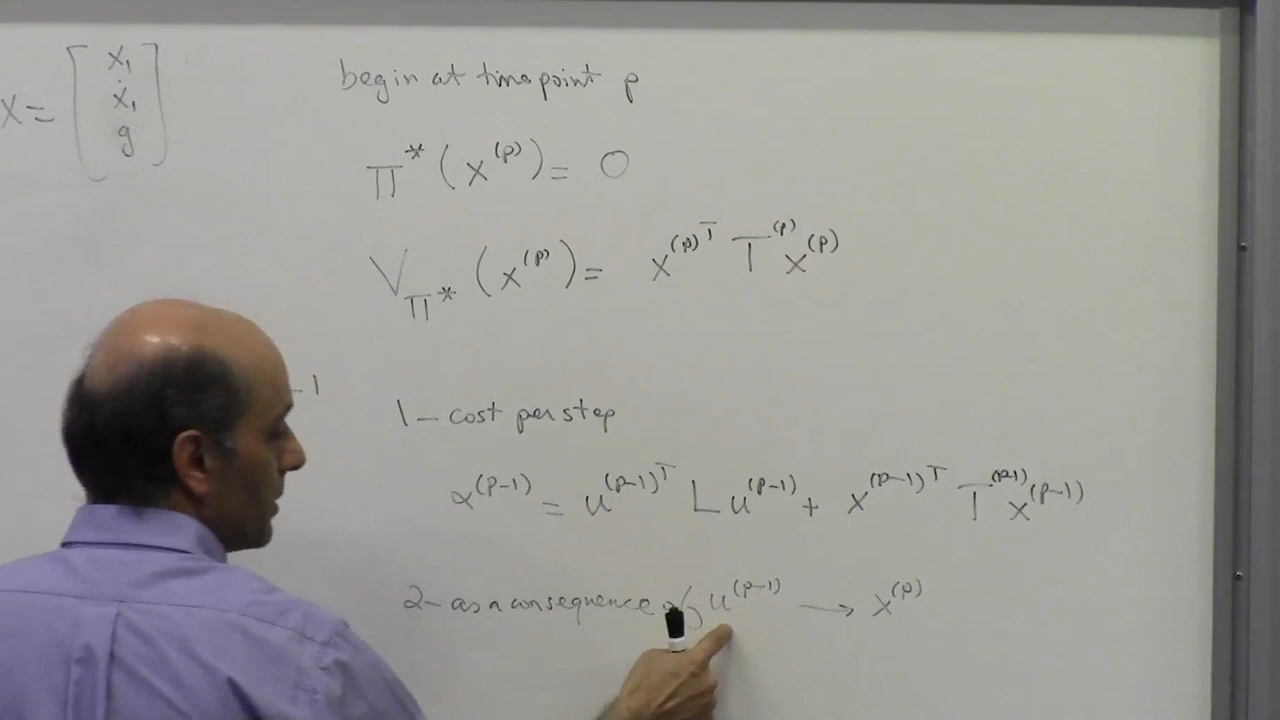 x = [ x₁ ẋ₁ g ]
begin at time point p
π*(x⁽ᵖ⁾) = 0
V_π*(x⁽ᵖ⁾) = x⁽ᵖ⁾ᵀ T⁽ᵖ⁾ x⁽ᵖ⁾
-1
1 – cost per step
α⁽ᵖ⁻¹⁾ = u⁽ᵖ⁻¹⁾ᵀ L u⁽ᵖ⁻¹⁾ + x⁽ᵖ⁻¹⁾ᵀ T⁽ᵖ⁻¹⁾ x⁽ᵖ⁻¹⁾
2 – as a consequence of u⁽ᵖ⁻¹⁾ → x⁽ᵖ⁾